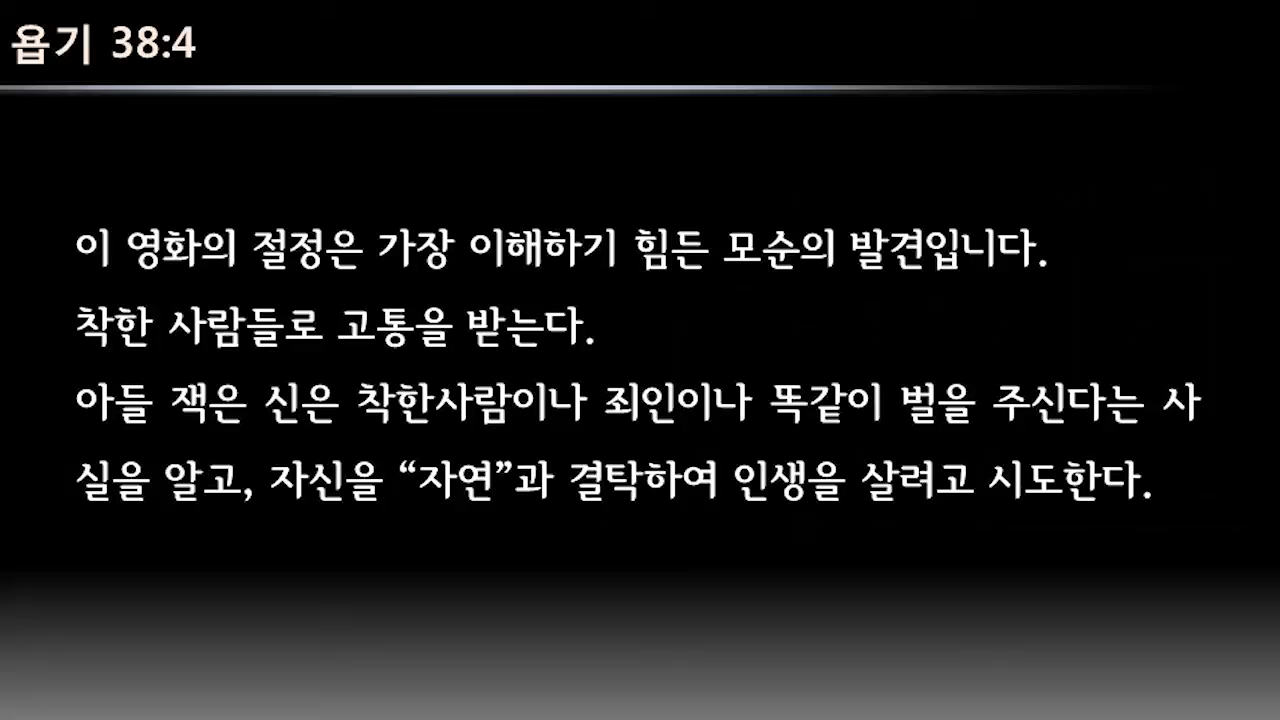 욥기 38:4
이 영화의 절정은 가장 이해하기 힘든 모순의 발견입니다.
착한 사람들로 고통을 받는다.
아들 잭은 신은 착한사람이나 죄인이나 똑같이 벌을 주신다는 사
실을 알고, 자신을 “자연”과 결탁하여 인생을 살려고 시도한다.